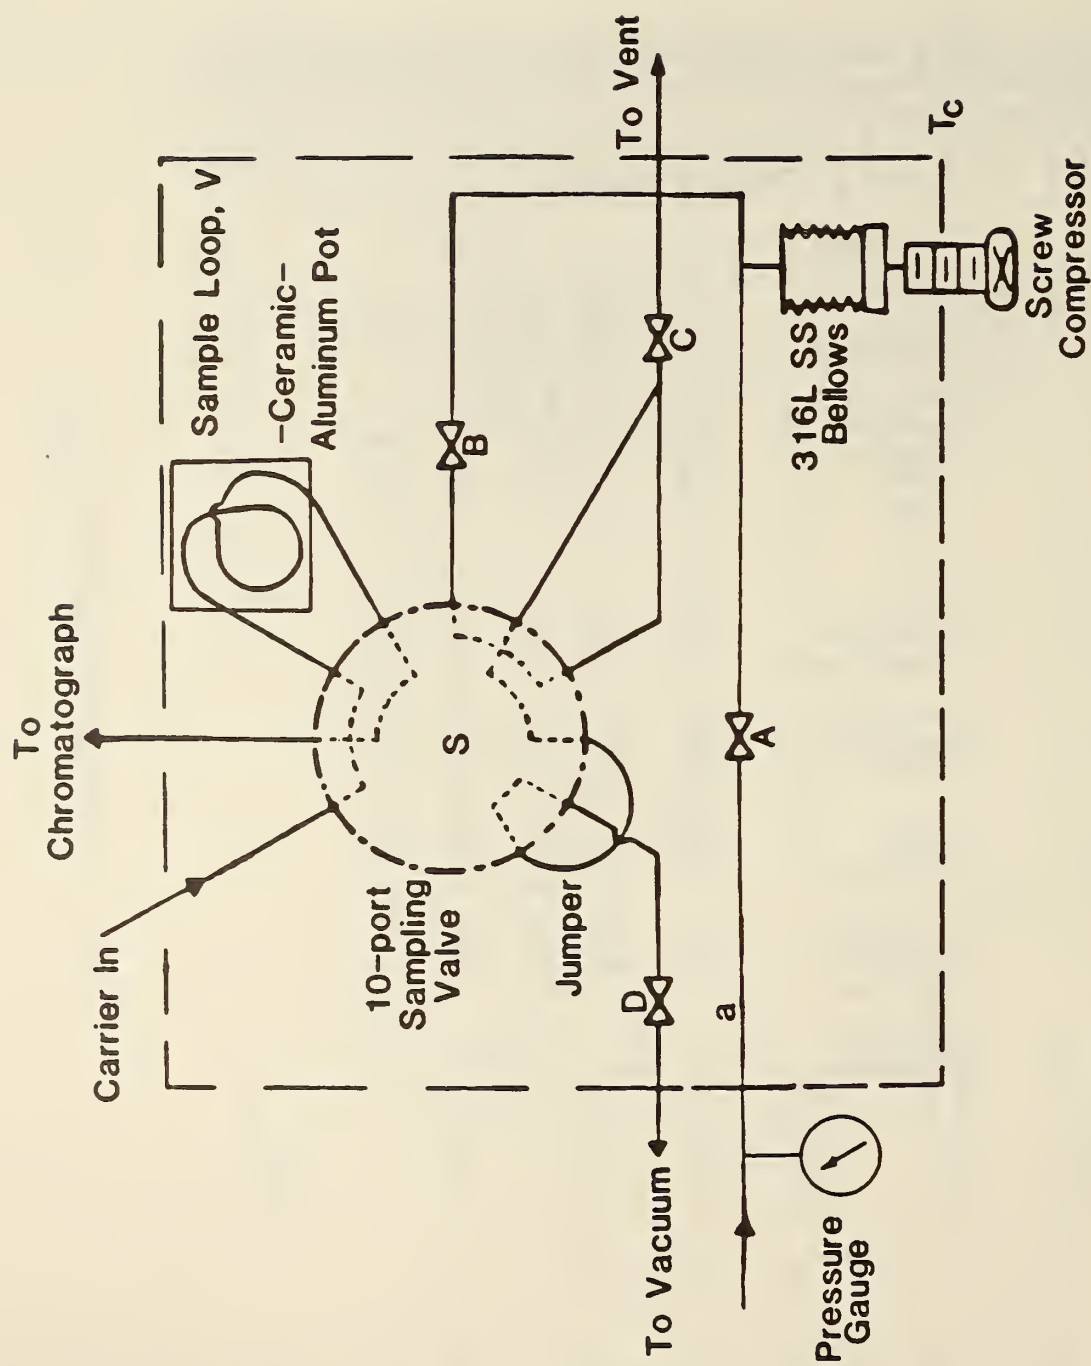 To
Chromatograph
Carrier In
Sample Loop, V
-Ceramic-
Aluminum Pot
To Vent
10-port
Sampling
Valve
S
B
C
Jumper
D
To Vacuum
a
A
316L SS
Bellows
Tc
Screw
Compressor
Pressure
Gauge